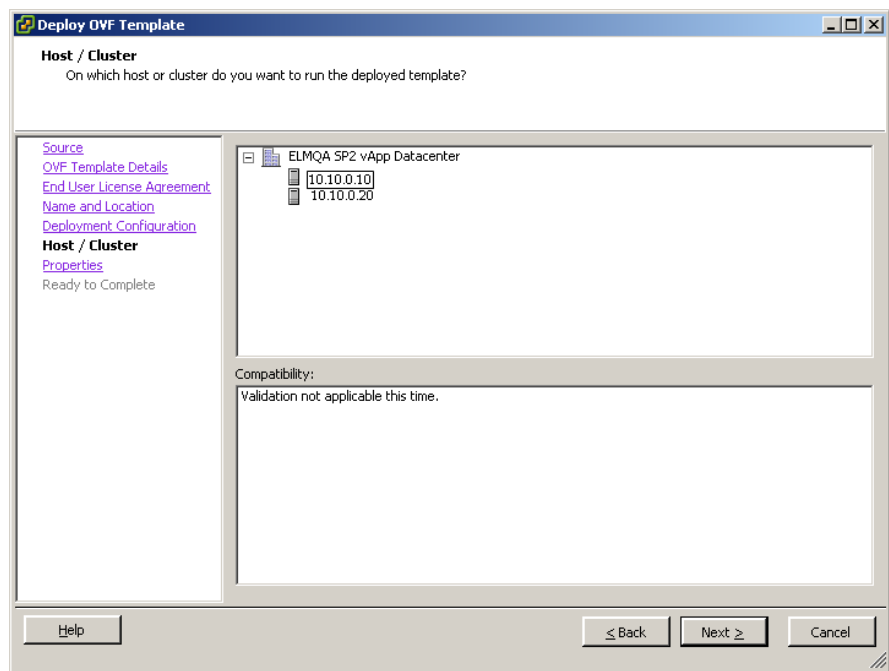 Deploy OVF Template
Host / Cluster
On which host or cluster do you want to run the deployed template?
Source
OVF Template Details
End User License Agreement
Name and Location
Deployment Configuration
Host / Cluster
Properties
Ready to Complete
ELMQA SP2 vApp Datacenter
10.10.0.10
10.10.0.20
Compatibility:
Validation not applicable this time.
Help
≤ Back
Next ≥
Cancel